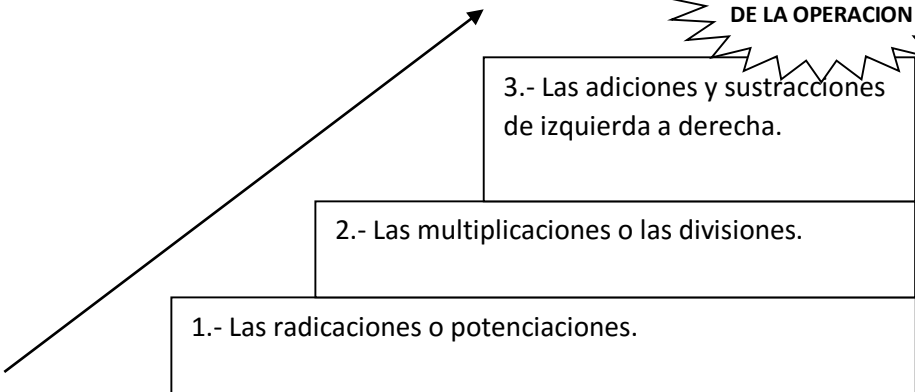 DE LA OPERACION
3.- Las adiciones y sustracciones
de izquierda a derecha.
2.- Las multiplicaciones o las divisiones.
1.- Las radicaciones o potenciaciones.